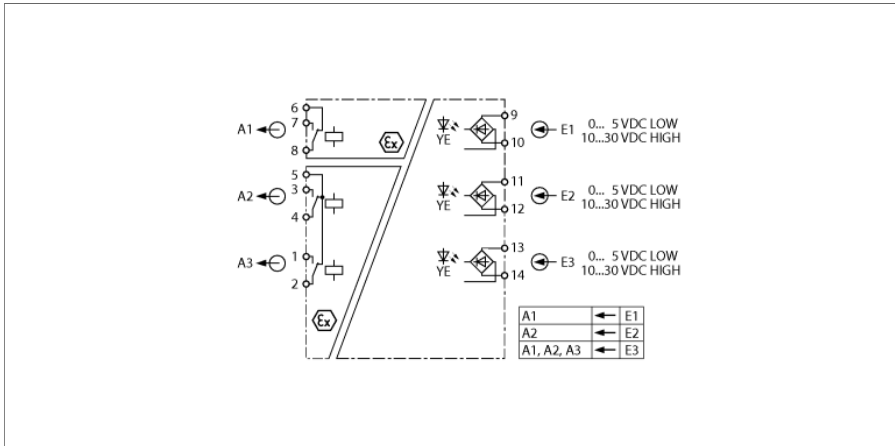 6
7
A1
8
Ex
5
3
A2
4
1
A3
2
Ex
9
YE
10
E1
0... 5 VDC LOW
10...30 VDC HIGH
11
YE
12
E2
0... 5 VDC LOW
10...30 VDC HIGH
13
YE
14
E3
0... 5 VDC LOW
10...30 VDC HIGH
A1 E1
A2 E2
A1, A2, A3 E3